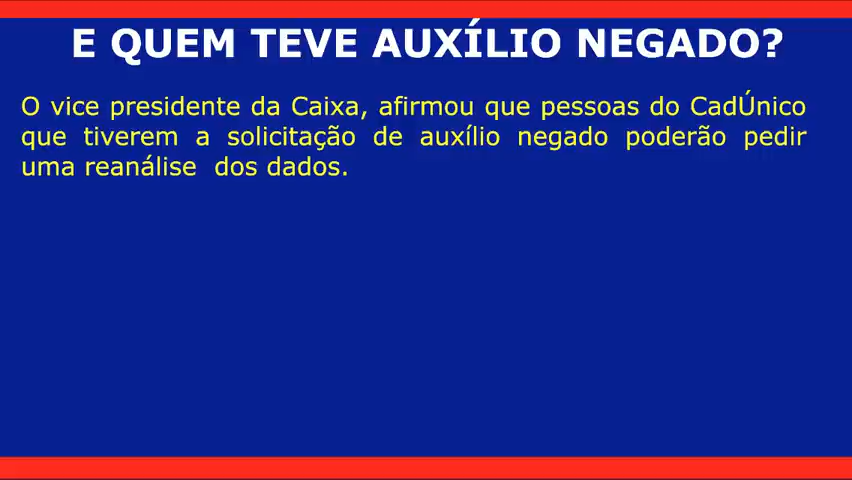 E QUEM TEVE AUXÍLIO NEGADO?
O vice presidente da Caixa, afirmou que pessoas do CadÚnico
que tiverem a solicitação de auxílio negado poderão pedir
uma reanálise  dos dados.